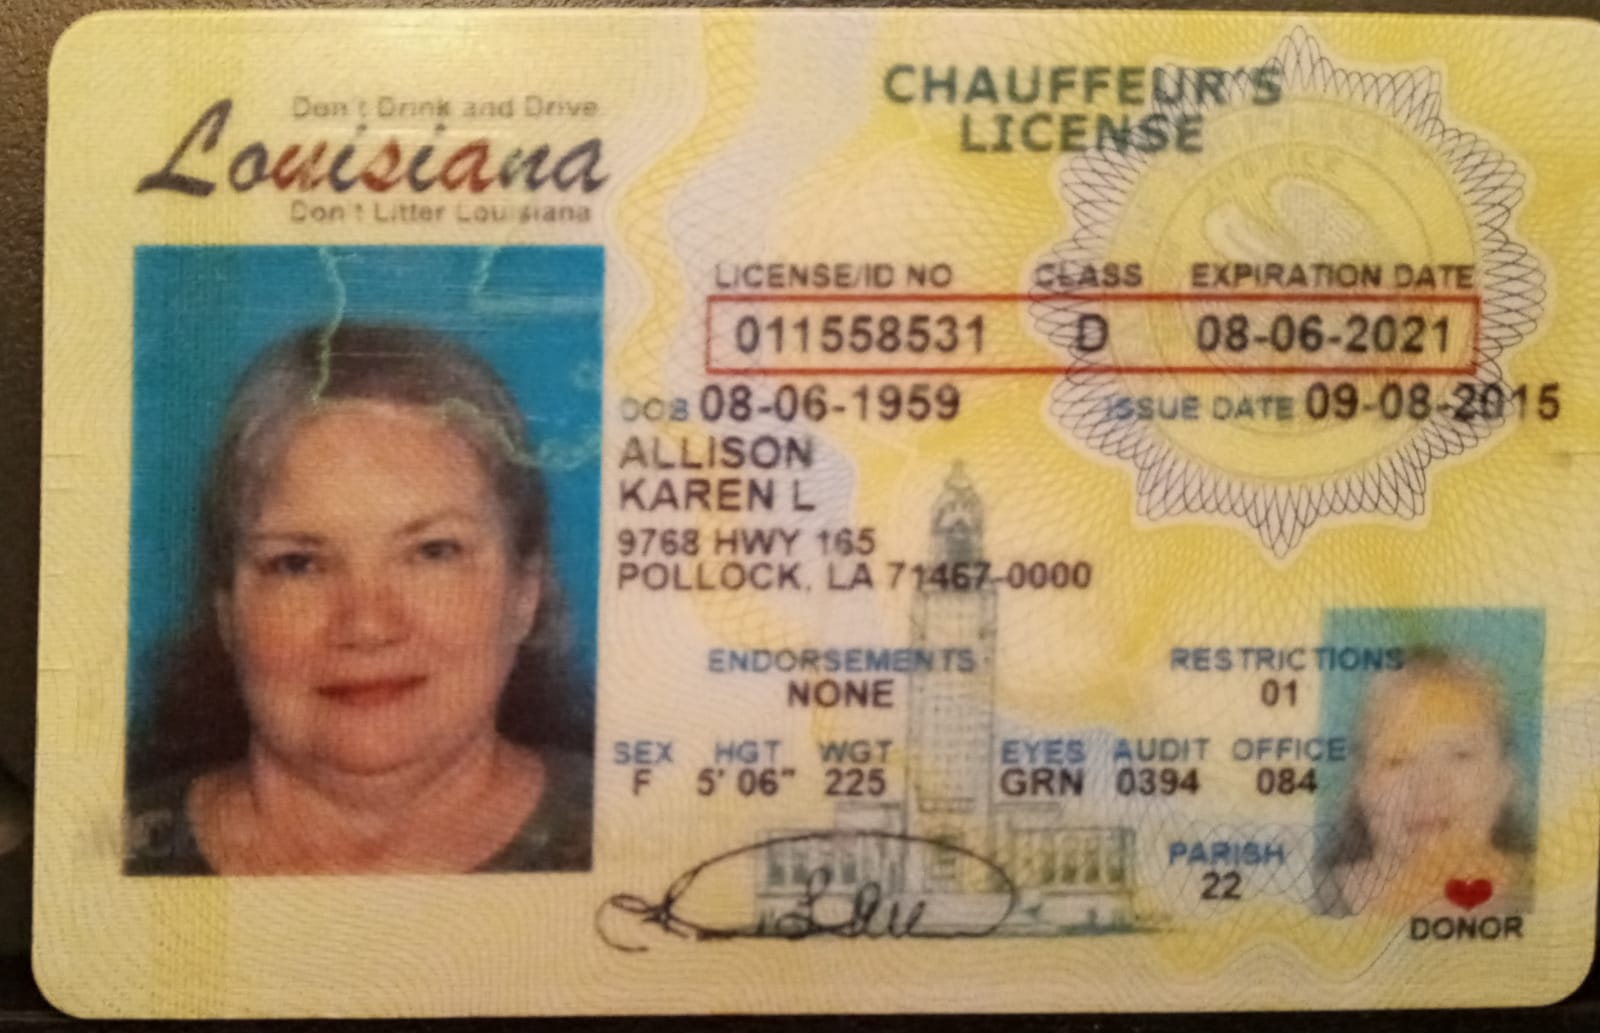 Don't Drink and Drive
Louisiana
Don't Litter Louisiana
CHAUFFEUR'S
LICENSE
LICENSE/ID NO CLASS EXPIRATION DATE
011558531 D 08-06-2021
DOB 08-06-1959 ISSUE DATE 09-08-2015
ALLISON
KAREN L
9768 HWY 165
POLLOCK, LA 71467-0000
ENDORSEMENTS RESTRICTIONS
NONE 01
SEX HGT WGT EYES AUDIT OFFICE
F 5' 06" 225 GRN 0394 084
PARISH
22
DONOR